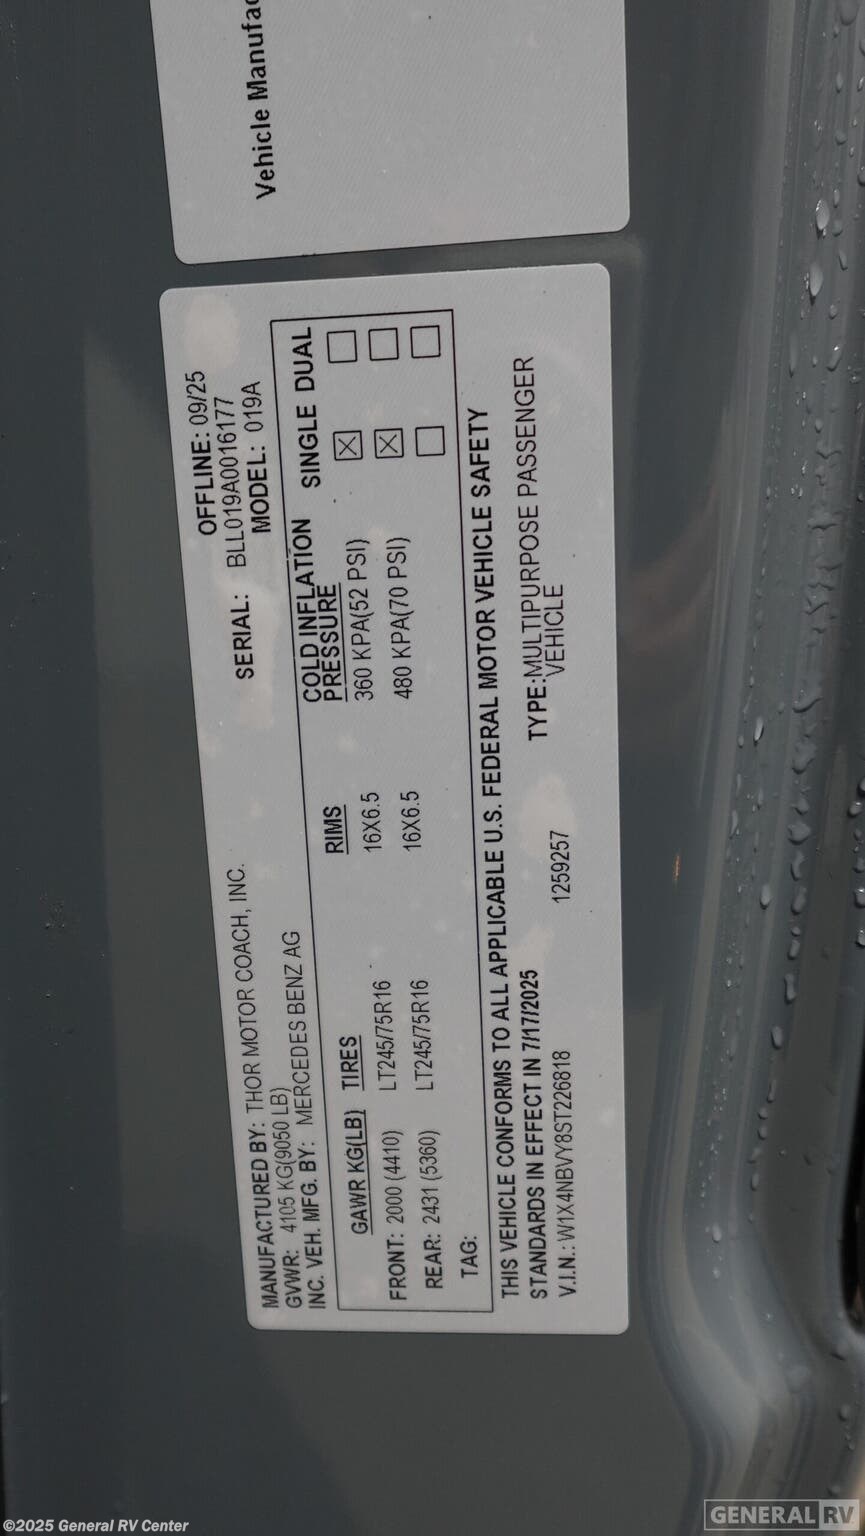 Vehicle Manufac
OFFLINE: 09/25
SERIAL: BLL019A0016177
MODEL: 019A
MANUFACTURED BY: THOR MOTOR COACH, INC.
GVWR: 4105 KG(9050 LB)
INC. VEH. MFG. BY: MERCEDES BENZ AG
GAWR KG(LB) TIRES RIMS COLD INFLATION PRESSURE SINGLE DUAL
FRONT: 2000 (4410) LT245/75R16 16X6.5 360 KPA(52 PSI) ☒ ☐
REAR: 2431 (5360) LT245/75R16 16X6.5 480 KPA(70 PSI) ☒ ☐
TAG: ☐ ☐
THIS VEHICLE CONFORMS TO ALL APPLICABLE U.S. FEDERAL MOTOR VEHICLE SAFETY
STANDARDS IN EFFECT IN 7/17/2025
TYPE:MULTIPURPOSE PASSENGER
VEHICLE
V.I.N.: W1X4NBVY8ST226818 1259257
©2025 General RV Center
GENERAL RV